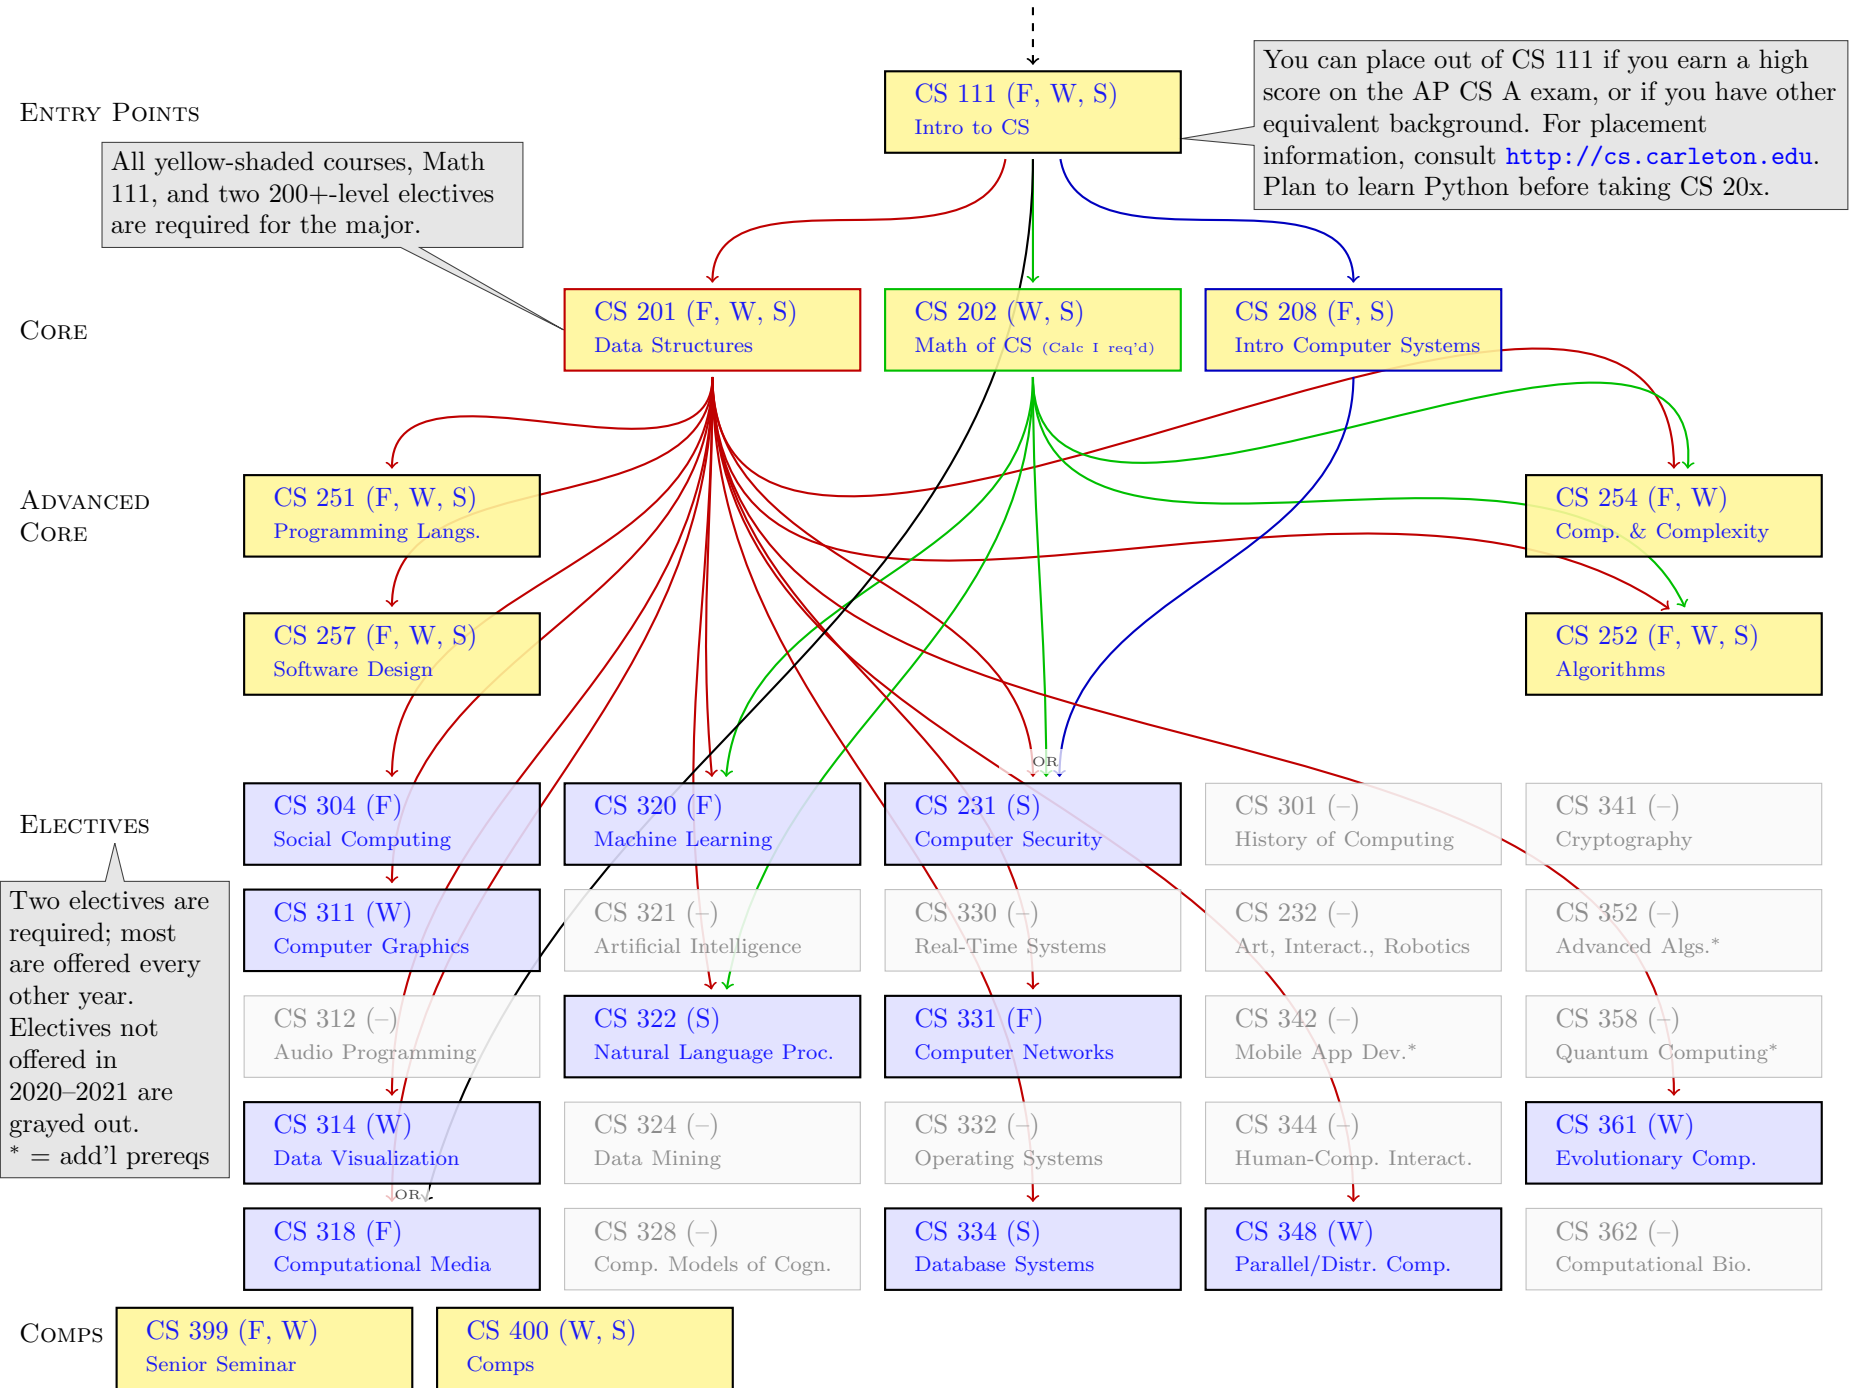 ENTRY POINTS
CS 111 (F, W, S)
Intro to CS
You can place out of CS 111 if you earn a high
score on the AP CS A exam, or if you have other
equivalent background. For placement
information, consult http://cs.carleton.edu.
Plan to learn Python before taking CS 20x.
All yellow-shaded courses, Math
111, and two 200+-level electives
are required for the major.
CORE
CS 201 (F, W, S)
Data Structures
CS 202 (W, S)
Math of CS (Calc I req'd)
CS 208 (F, S)
Intro Computer Systems
ADVANCED
CORE
CS 251 (F, W, S)
Programming Langs.
CS 254 (F, W)
Comp. & Complexity
CS 257 (F, W, S)
Software Design
CS 252 (F, W, S)
Algorithms
ELECTIVES
OR
CS 304 (F)
Social Computing
CS 320 (F)
Machine Learning
CS 231 (S)
Computer Security
CS 301 (–)
History of Computing
CS 341 (–)
Cryptography
Two electives are
required; most
are offered every
other year.
Electives not
offered in
2020–2021 are
grayed out.
* = add'l prereqs
CS 311 (W)
Computer Graphics
CS 321 (–)
Artificial Intelligence
CS 330 (–)
Real-Time Systems
CS 232 (–)
Art, Interact., Robotics
CS 352 (–)
Advanced Algs.*
CS 312 (–)
Audio Programming
CS 322 (S)
Natural Language Proc.
CS 331 (F)
Computer Networks
CS 342 (–)
Mobile App Dev.*
CS 358 (–)
Quantum Computing*
CS 314 (W)
Data Visualization
CS 324 (–)
Data Mining
CS 332 (–)
Operating Systems
CS 344 (–)
Human-Comp. Interact.
CS 361 (W)
Evolutionary Comp.
OR
CS 318 (F)
Computational Media
CS 328 (–)
Comp. Models of Cogn.
CS 334 (S)
Database Systems
CS 348 (W)
Parallel/Distr. Comp.
CS 362 (–)
Computational Bio.
COMPS
CS 399 (F, W)
Senior Seminar
CS 400 (W, S)
Comps